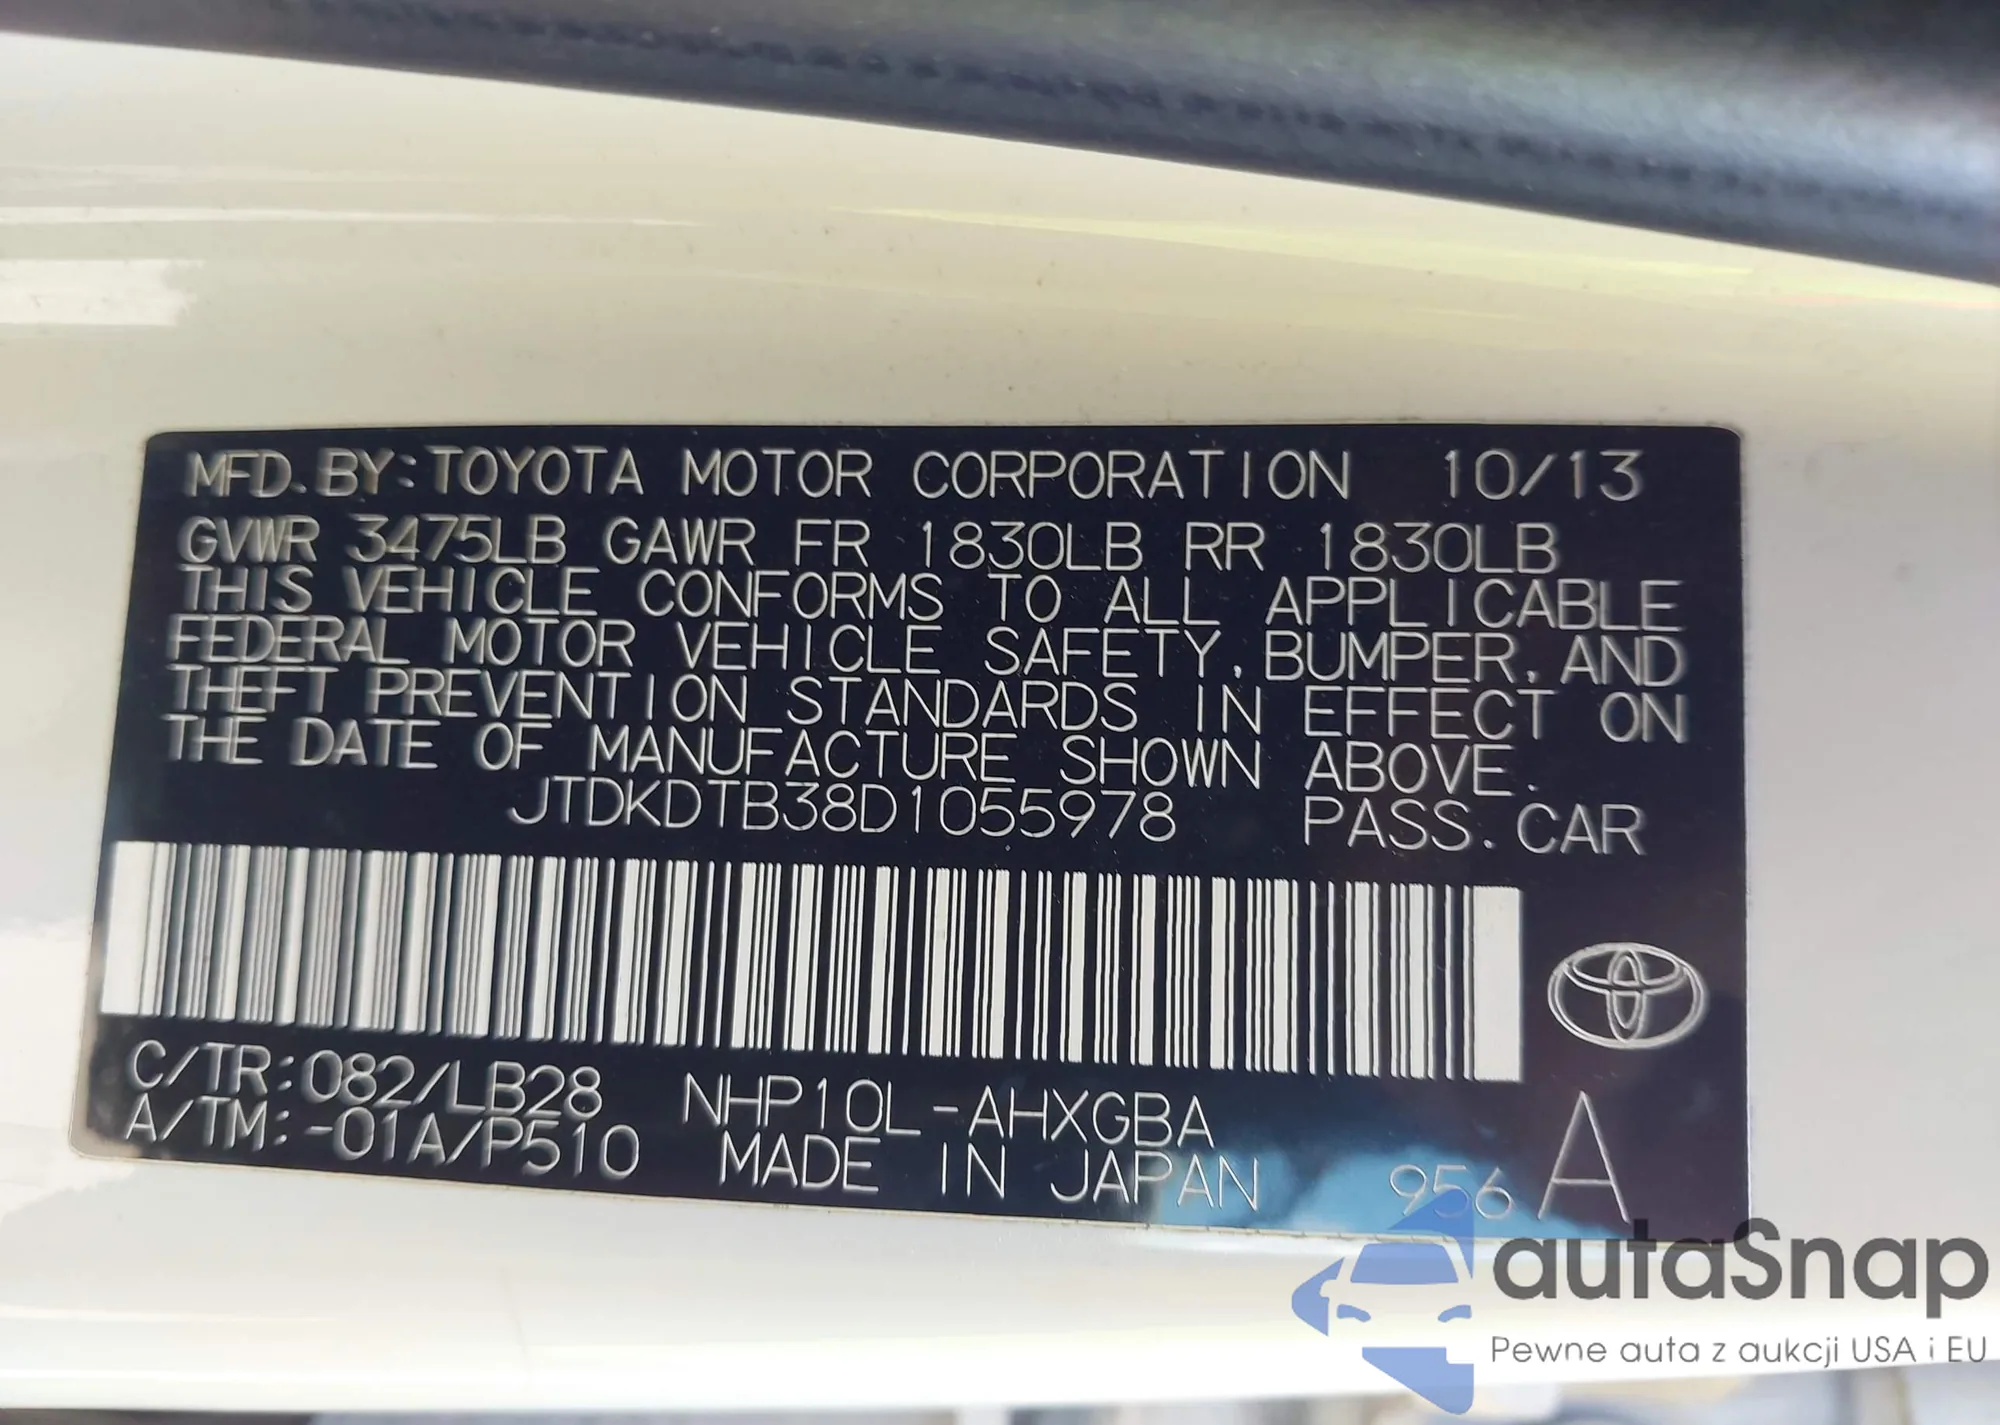 MFD. BY: TOYOTA MOTOR CORPORATION 10/13
GVWR 3475LB GAWR FR 1830LB RR 1830LB
THIS VEHICLE CONFORMS TO ALL APPLICABLE
FEDERAL MOTOR VEHICLE SAFETY, BUMPER, AND
THEFT PREVENTION STANDARDS IN EFFECT ON
THE DATE OF MANUFACTURE SHOWN ABOVE.
JTDKDTB38D1055978 PASS. CAR
C/TR: 082/LB28 NHP10L-AHXGBA
A/TM: -01A/P510 MADE IN JAPAN 956 A
autaSnap
Pewne auta z aukcji USA i EU